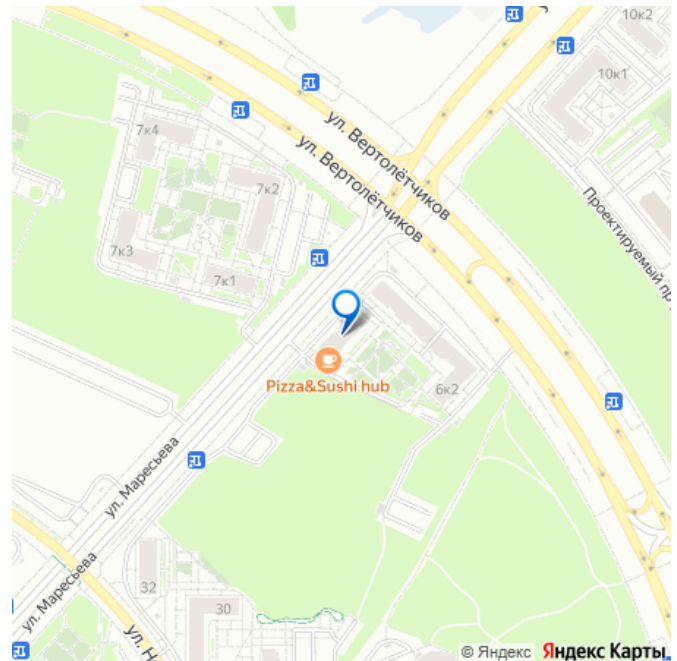 10к2
10к1
7к4
ул. Вертолётчиков
ул. Вертолётчиков
7к2
Проектируемый пр
7к3
7к1
Pizza&Sushi hub
6к2
ул. Маресьева
ул. Маресьева
32
30
ул. Н
© Яндекс Яндекс Карты